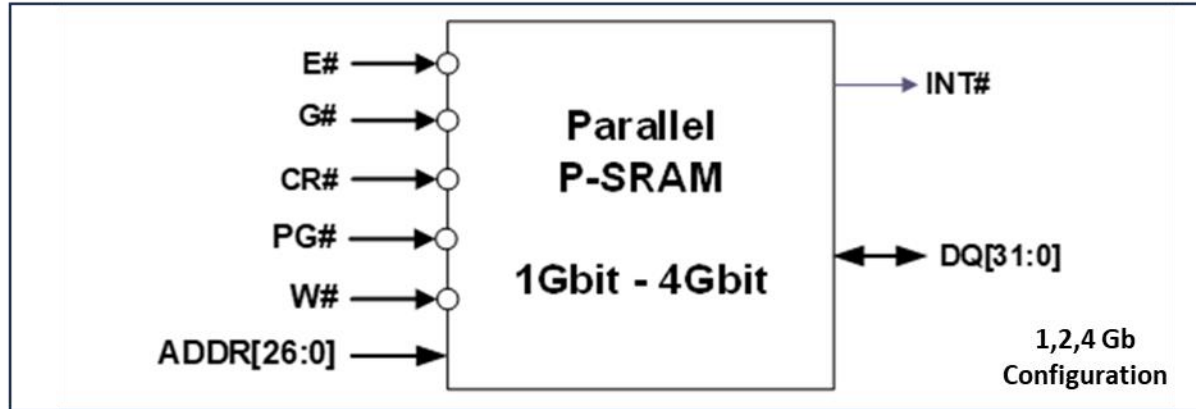 E#
G#
CR#
PG#
W#
ADDR[26:0]
Parallel
P-SRAM
1Gbit - 4Gbit
INT#
DQ[31:0]
1,2,4 Gb
Configuration